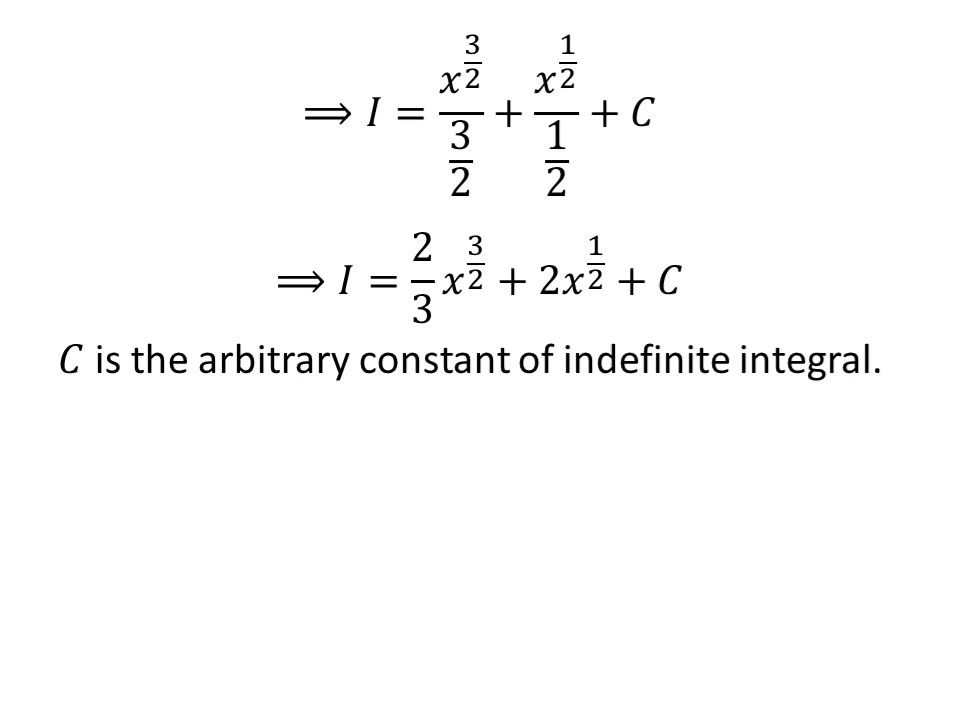 ⟹ 𝐼 = x^(3/2) / (3/2) + x^(1/2) / (1/2) + C
⟹ 𝐼 = 2/3 x^(3/2) + 2x^(1/2) + C
C is the arbitrary constant of indefinite integral.